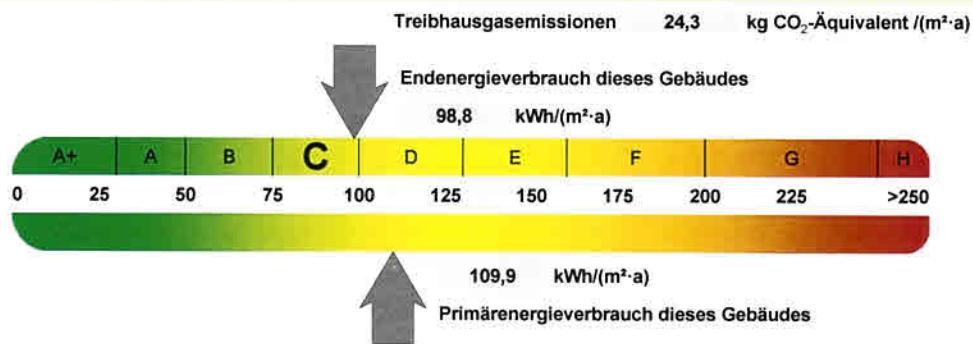 Treibhausgasemissionen 24,3 kg CO₂-Äquivalent /(m²·a)
Endenergieverbrauch dieses Gebäudes
98,8 kWh/(m²·a)
A+ A B C D E F G H
0 25 50 75 100 125 150 175 200 225 >250
109,9 kWh/(m²·a)
Primärenergieverbrauch dieses Gebäudes